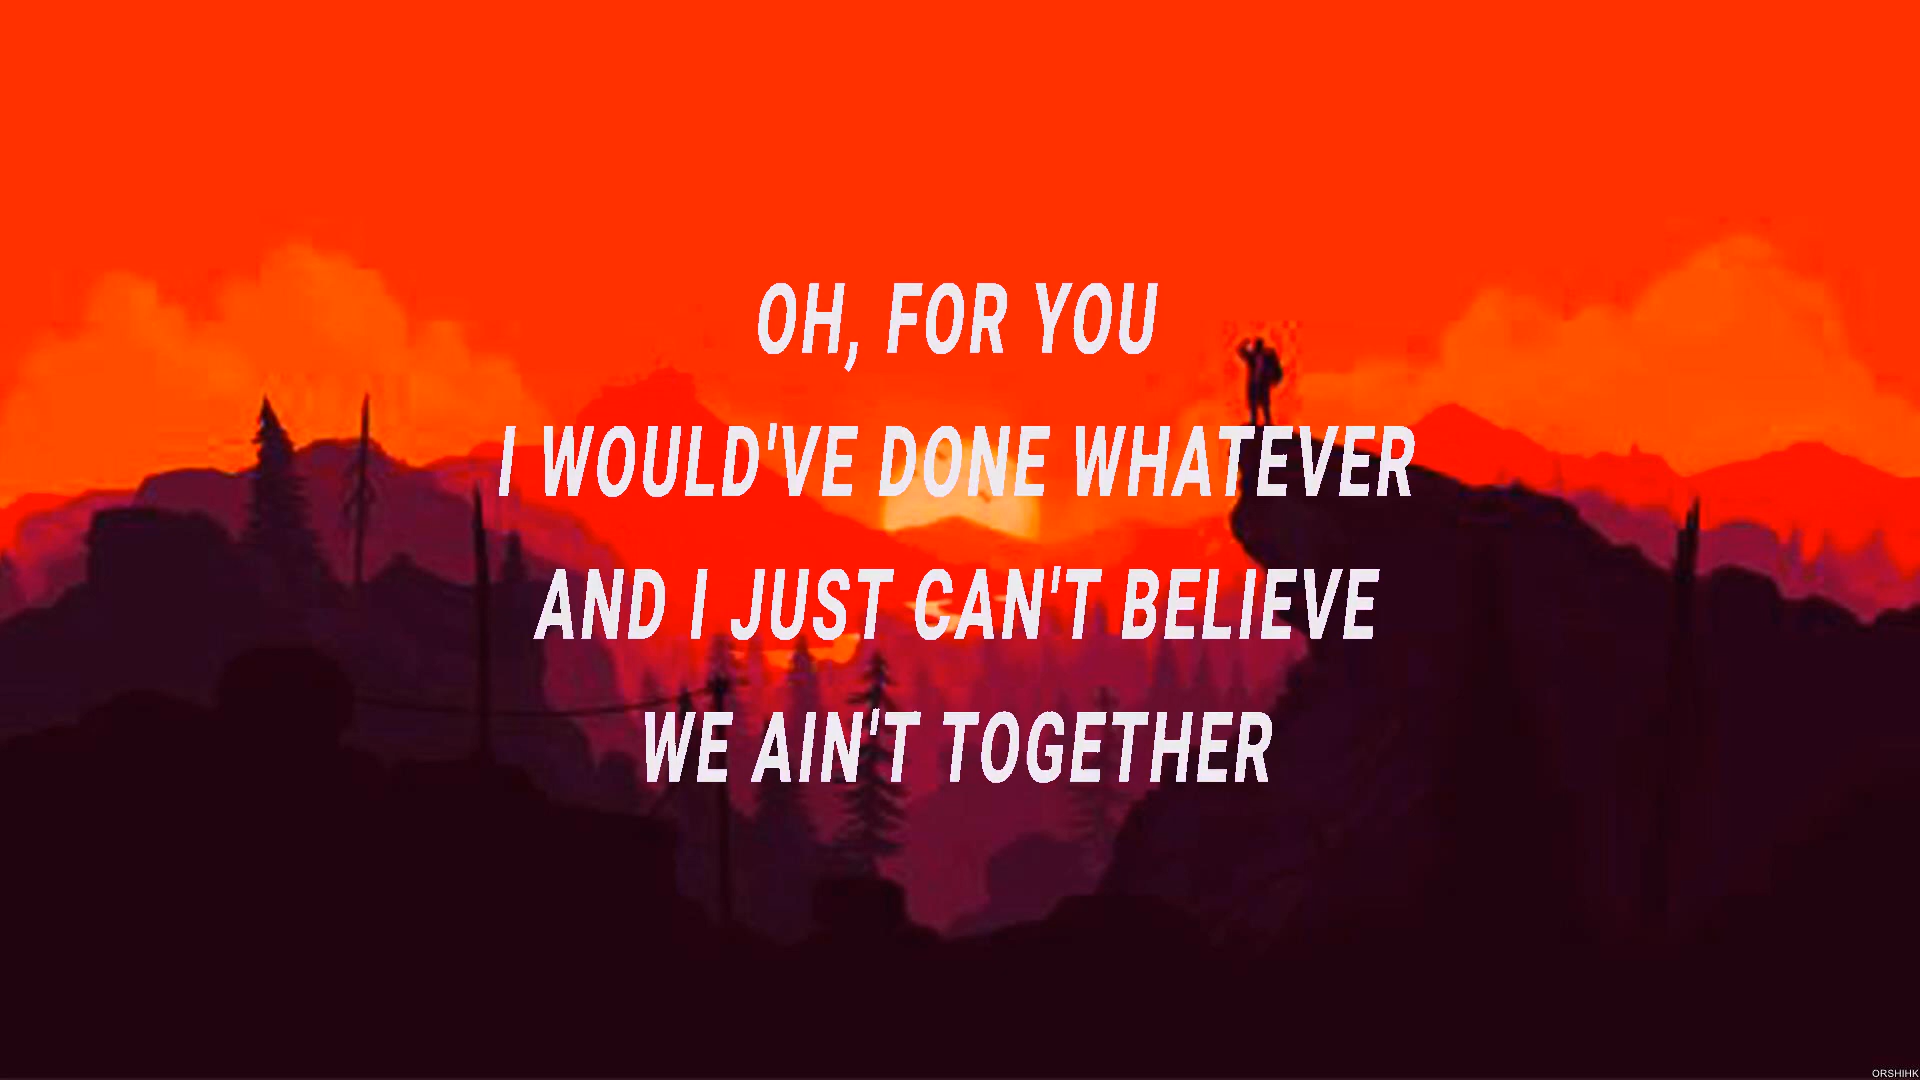 OH, FOR YOU
I WOULD'VE DONE WHATEVER
AND I JUST CAN'T BELIEVE
WE AIN'T TOGETHER
ORSHIHK